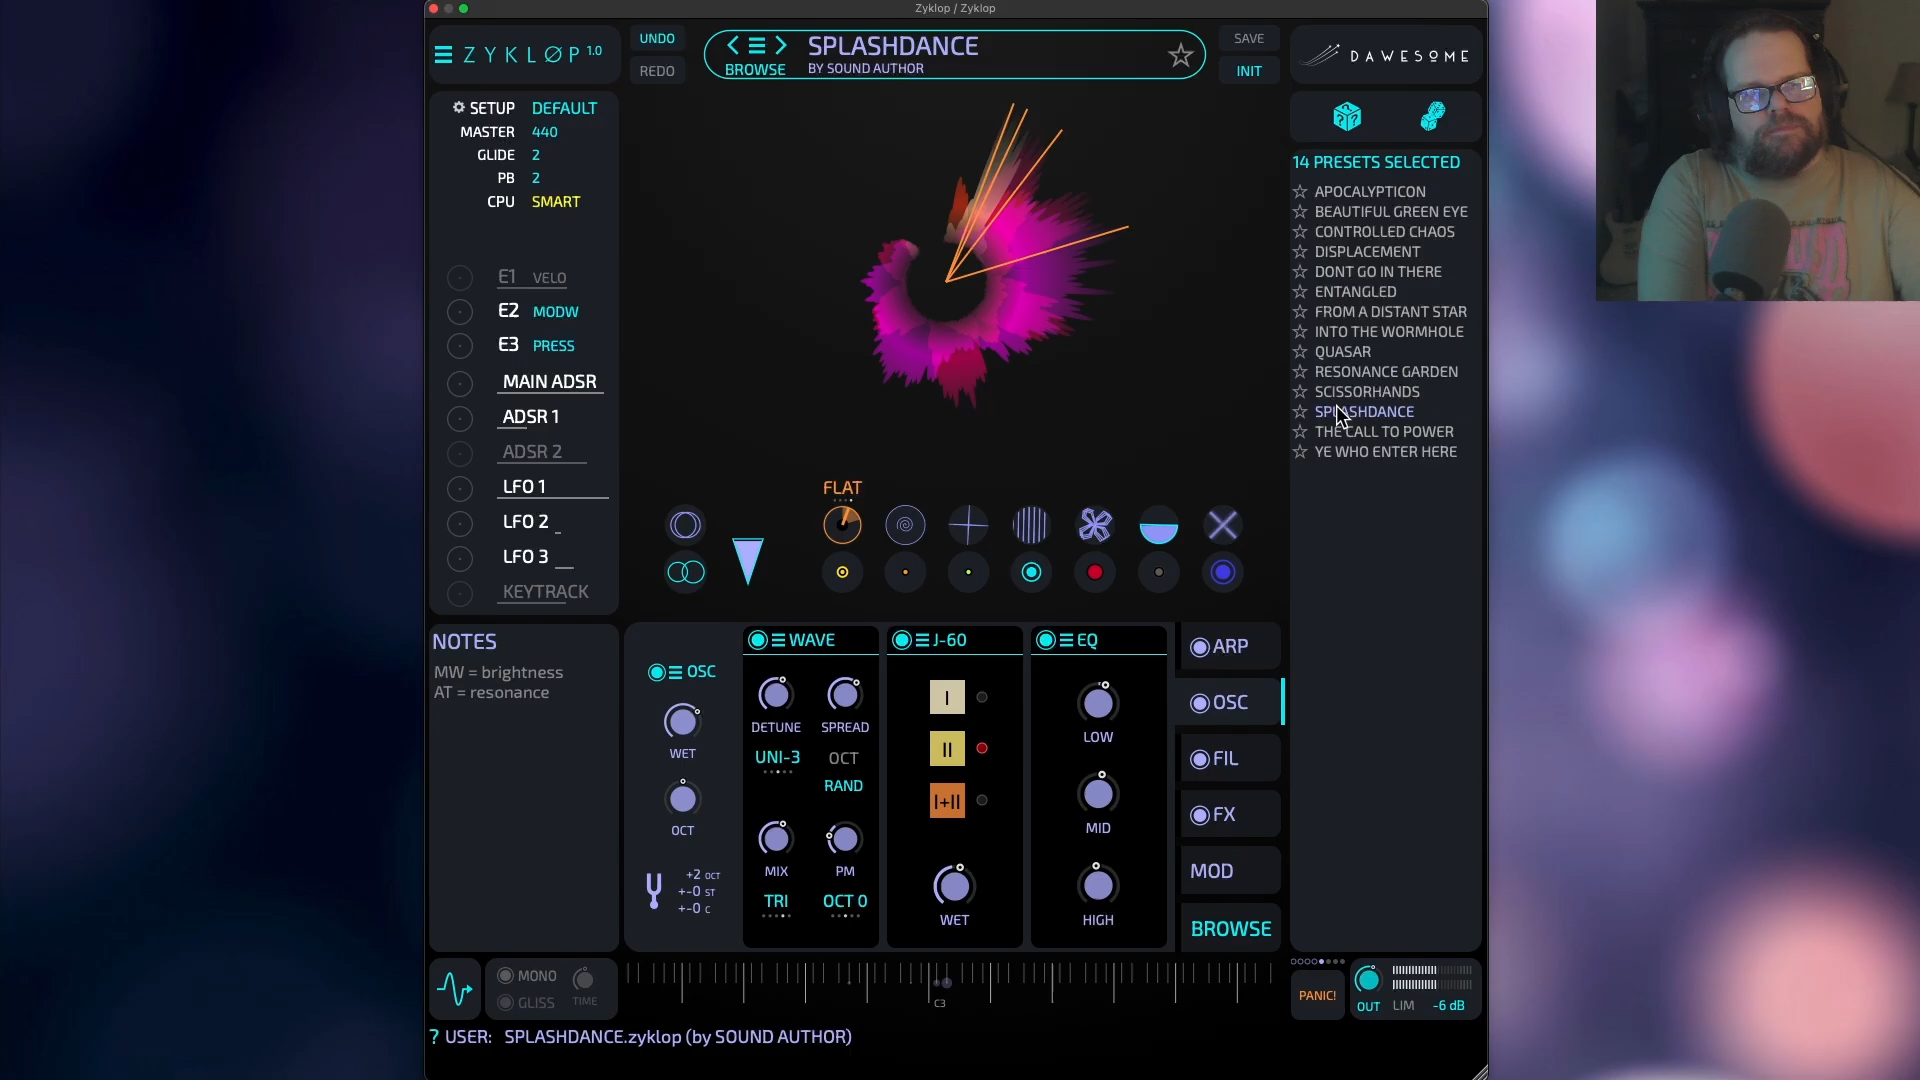 Zyklop / Zyklop
ZYKLØP 1.0
UNDO
REDO
BROWSE
SPLASHDANCE
BY SOUND AUTHOR
SAVE
INIT
DAWESOME
SETUP DEFAULT
MASTER 440
GLIDE 2
PB 2
CPU SMART
E1 VELO
E2 MODW
E3 PRESS
MAIN ADSR
ADSR 1
ADSR 2
LFO 1
LFO 2
LFO 3
KEYTRACK
FLAT
14 PRESETS SELECTED
APOCALYPTICON
BEAUTIFUL GREEN EYE
CONTROLLED CHAOS
DISPLACEMENT
DONT GO IN THERE
ENTANGLED
FROM A DISTANT STAR
INTO THE WORMHOLE
QUASAR
RESONANCE GARDEN
SCISSORHANDS
SPLASHDANCE
THE CALL TO POWER
YE WHO ENTER HERE
NOTES
MW = brightness
AT = resonance
OSC
WET
OCT
+2 OCT
+-0 ST
+-0 C
WAVE
DETUNE SPREAD
UNI-3 OCT
RAND
MIX PM
TRI OCT 0
J-60
I
II
I+II
WET
EQ
LOW
MID
HIGH
ARP
OSC
FIL
FX
MOD
BROWSE
MONO
GLISS TIME
C3
PANIC!
OUT LIM -6 dB
? USER: SPLASHDANCE.zyklop (by SOUND AUTHOR)